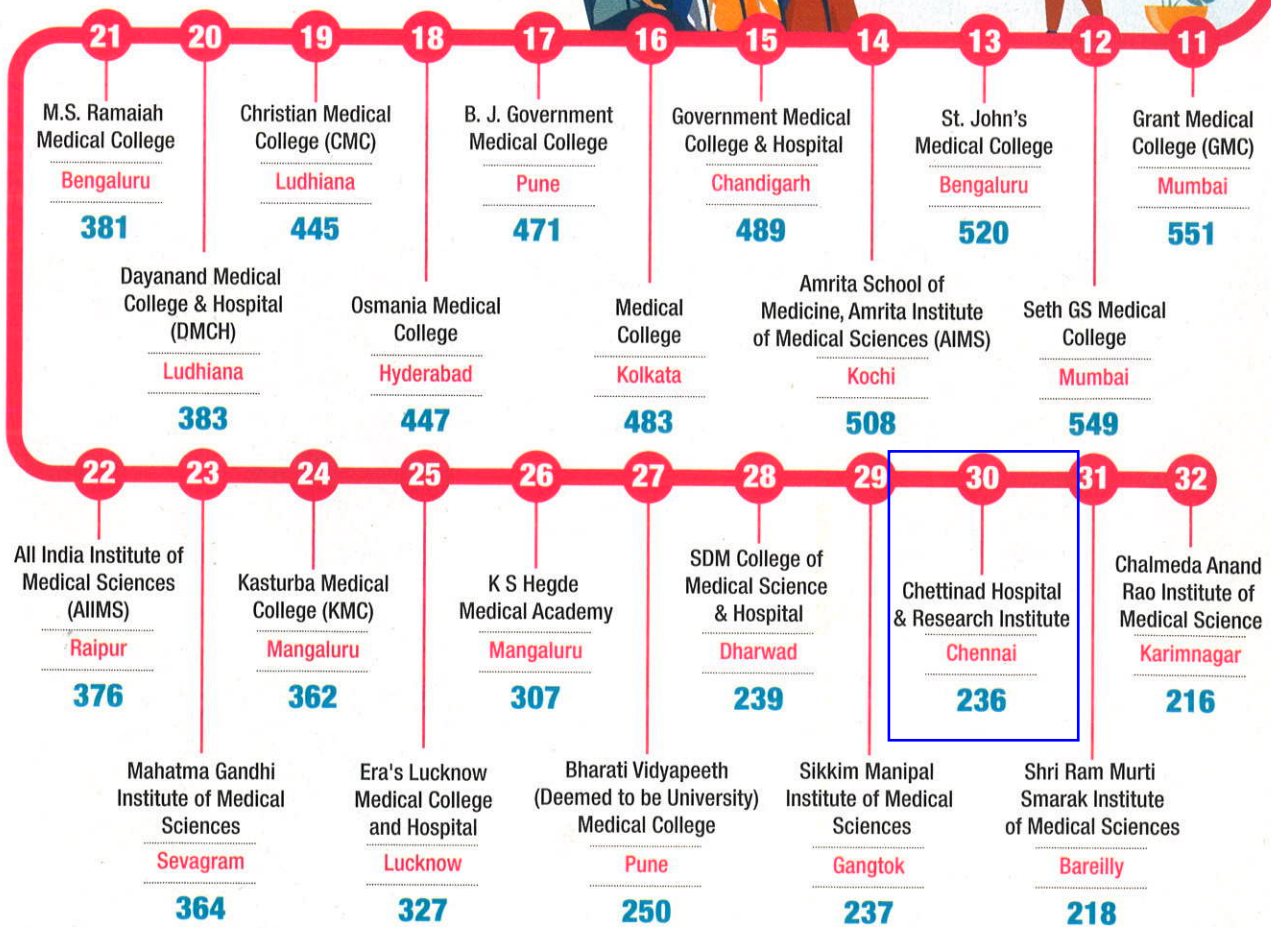 21
M.S. Ramaiah
Medical College
Bengaluru
381
20
Dayanand Medical
College & Hospital
(DMCH)
Ludhiana
383
19
Christian Medical
College (CMC)
Ludhiana
445
18
Osmania Medical
College
Hyderabad
447
17
B. J. Government
Medical College
Pune
471
16
Medical
College
Kolkata
483
15
Government Medical
College & Hospital
Chandigarh
489
14
Amrita School of
Medicine, Amrita Institute
of Medical Sciences (AIMS)
Kochi
508
13
St. John's
Medical College
Bengaluru
520
12
Seth GS Medical
College
Mumbai
549
11
Grant Medical
College (GMC)
Mumbai
551
22
All India Institute of
Medical Sciences
(AIIMS)
Raipur
376
23
Mahatma Gandhi
Institute of Medical
Sciences
Sevagram
364
24
Kasturba Medical
College (KMC)
Mangaluru
362
25
Era's Lucknow
Medical College
and Hospital
Lucknow
327
26
K S Hegde
Medical Academy
Mangaluru
307
27
Bharati Vidyapeeth
(Deemed to be University)
Medical College
Pune
250
28
SDM College of
Medical Science
& Hospital
Dharwad
239
29
Sikkim Manipal
Institute of Medical
Sciences
Gangtok
237
30
Chettinad Hospital
& Research Institute
Chennai
236
31
Shri Ram Murti
Smarak Institute
of Medical Sciences
Bareilly
218
32
Chalmeda Anand
Rao Institute of
Medical Science
Karimnagar
216